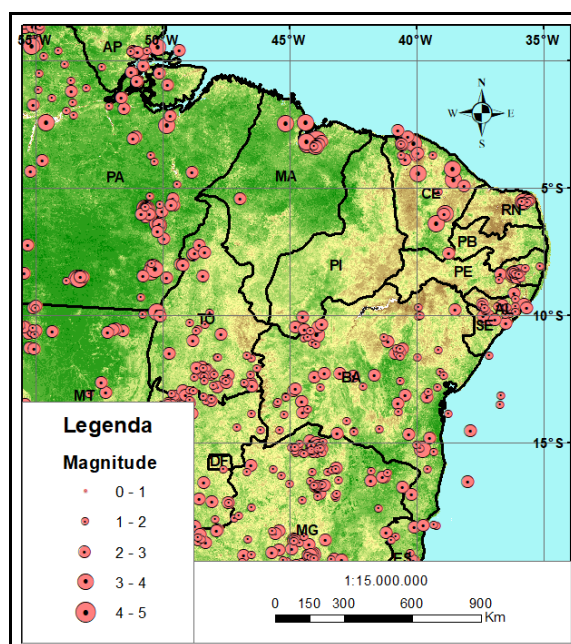 50°W 45°W 40°W 35°W
AP
N
W E
S
PA
MA
CE
5°S
RN
PB
PI
PE
TO
AL
10°S
SE
BA
MT
Legenda
Magnitude
0 - 1
1 - 2
2 - 3
3 - 4
4 - 5
15°S
DF
MG
ES
1:15.000.000
0 150 300 600 900
Km